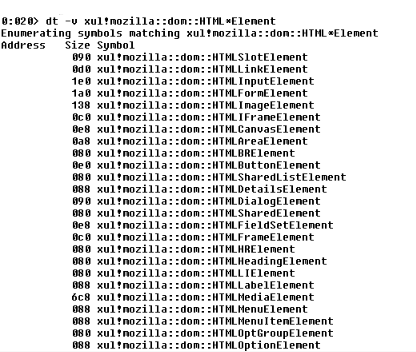 0:020> dt -v xul!mozilla::dom::HTML*Element
Enumerating symbols matching xul!mozilla::dom::HTML*Element
Address   Size Symbol
           090 xul!mozilla::dom::HTMLSlotElement
           0d0 xul!mozilla::dom::HTMLLinkElement
           1e0 xul!mozilla::dom::HTMLInputElement
           1a0 xul!mozilla::dom::HTMLFormElement
           138 xul!mozilla::dom::HTMLImageElement
           0c0 xul!mozilla::dom::HTMLIFrameElement
           0e8 xul!mozilla::dom::HTMLCanvasElement
           0a8 xul!mozilla::dom::HTMLAreaElement
           080 xul!mozilla::dom::HTMLBRElement
           0e0 xul!mozilla::dom::HTMLButtonElement
           080 xul!mozilla::dom::HTMLSharedListElement
           088 xul!mozilla::dom::HTMLDetailsElement
           090 xul!mozilla::dom::HTMLDialogElement
           080 xul!mozilla::dom::HTMLSharedElement
           0e8 xul!mozilla::dom::HTMLFieldSetElement
           0c0 xul!mozilla::dom::HTMLFrameElement
           080 xul!mozilla::dom::HTMLHRElement
           080 xul!mozilla::dom::HTMLHeadingElement
           080 xul!mozilla::dom::HTMLLIElement
           088 xul!mozilla::dom::HTMLLabelElement
           6c8 xul!mozilla::dom::HTMLMediaElement
           088 xul!mozilla::dom::HTMLMenuElement
           088 xul!mozilla::dom::HTMLMenuItemElement
           080 xul!mozilla::dom::HTMLOptGroupElement
           088 xul!mozilla::dom::HTMLOptionElement